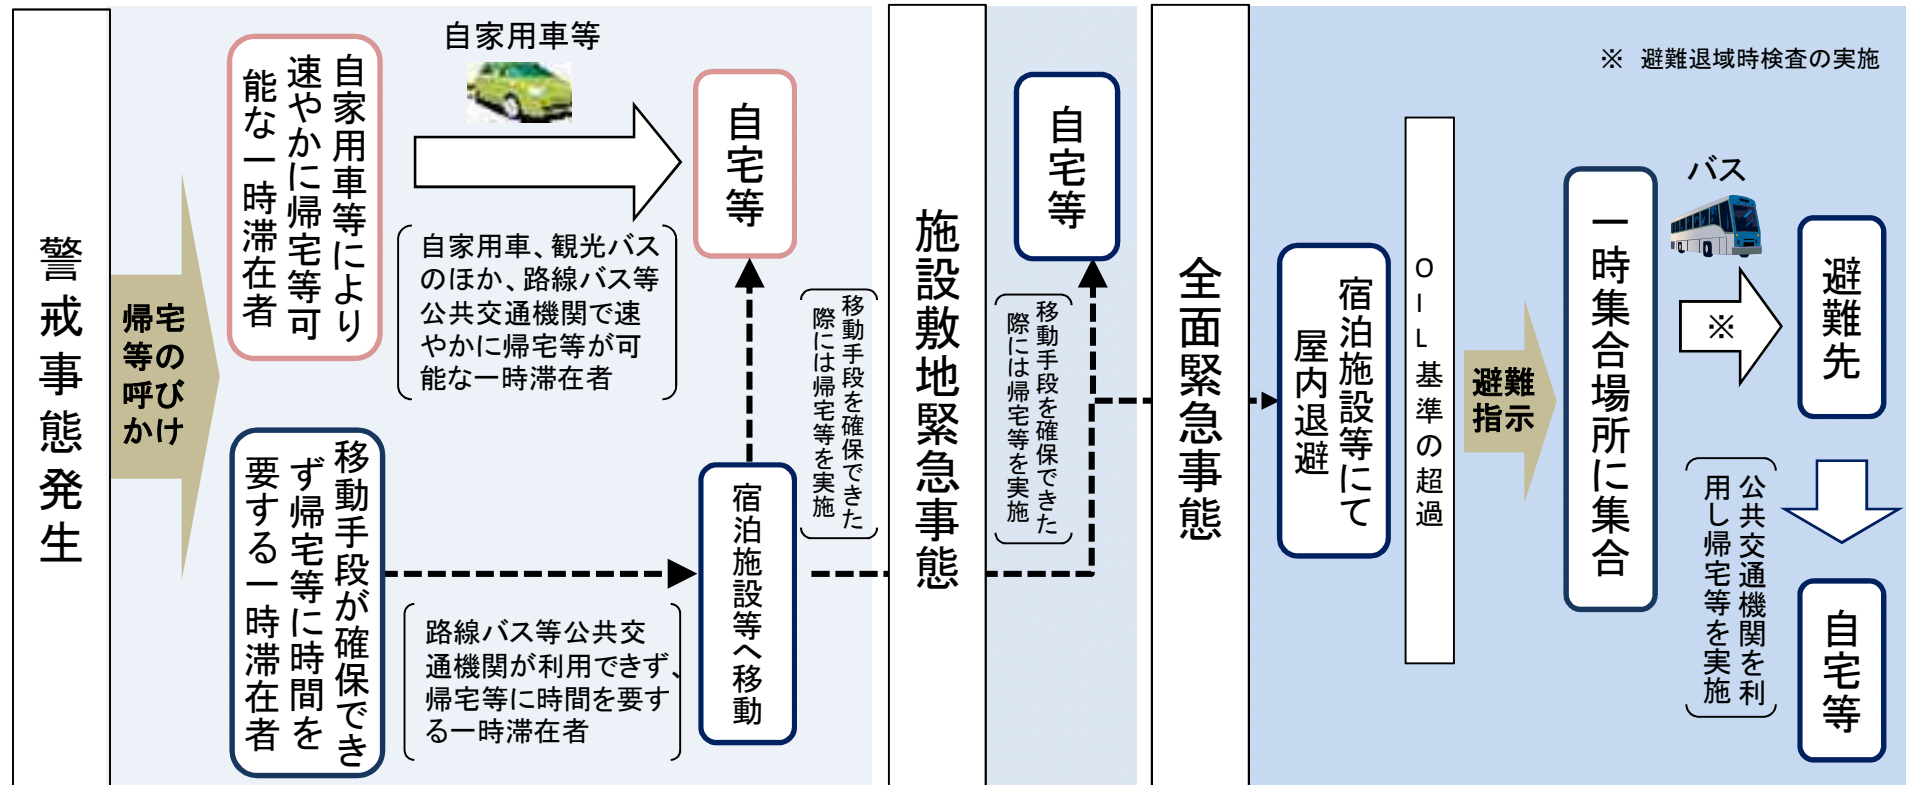 警戒事態発生
帰宅
等の
呼び
かけ
自家用車等により
速やかに帰宅等可
能な一時滞在者
自家用車等
自家用車、観光バス
のほか、路線バス等
公共交通機関で速
やかに帰宅等が可
能な一時滞在者
自宅等
移動手段が確保でき
ず帰宅等に時間を
要する一時滞在者
路線バス等公共交
通機関が利用できず、
帰宅等に時間を要す
る一時滞在者
宿泊施設等へ移動
移動手段を確保できた
際には帰宅等を実施
施設敷地緊急事態
自宅等
移動手段を確保できた
際には帰宅等を実施
全面緊急事態
宿泊施設等にて
屋内退避
OIL基準の超過
避難
指示
一時集合場所に集合
※ 避難退域時検査の実施
バス
※
避難先
公共交通機関を利
用し帰宅等を実施
自宅等